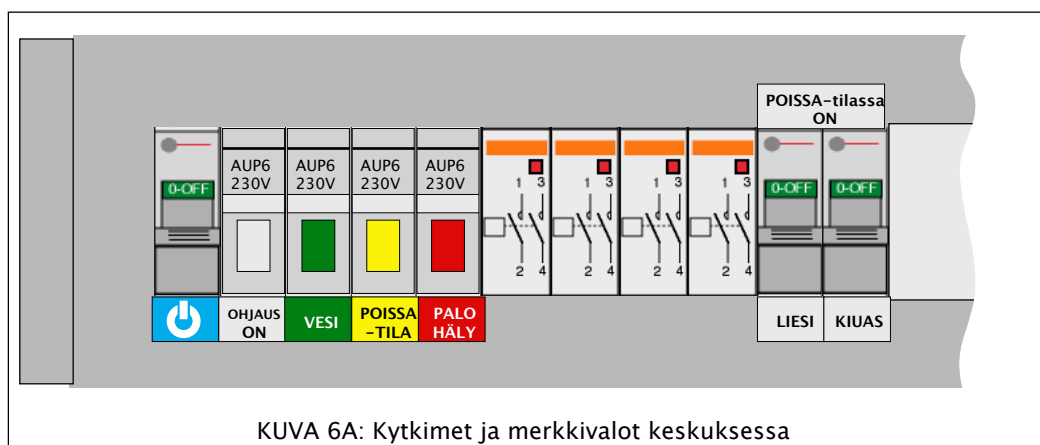 POISSA-tilassa
ON
0-OFF
AUP6
230V
AUP6
230V
AUP6
230V
AUP6
230V
1 3
2 4
1 3
2 4
1 3
2 4
1 3
2 4
0-OFF
0-OFF
OHJAUS
ON
VESI
POISSA
-TILA
PALO
HÄLY
LIESI
KIUAS
KUVA 6A: Kytkimet ja merkkivalot keskuksessa